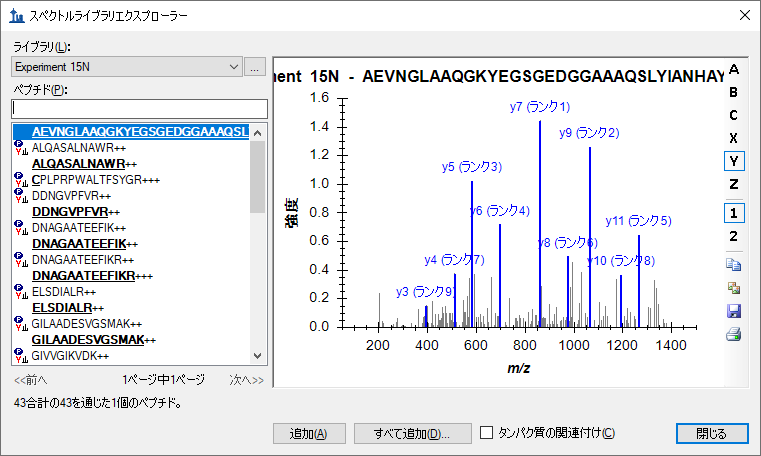 スペクトルライブラリエクスプローラー
ライブラリ(L):
Experiment 15N
...
ペプチド(P):
AEVNGLAAQGKYEGSGEDGGAAAQSL
ALQASALNAWR++
ALQASALNAWR++
CPLPRPWALTFSYGR+++
DDNGVPFVR++
DDNGVPFVR++
DNAGAATEEFIK++
DNAGAATEEFIK++
DNAGAATEEFIKR++
DNAGAATEEFIKR+++
ELSDIALR++
ELSDIALR++
GILAADESVGSMAK++
GILAADESVGSMAK++
GIVVGIKVDK++
<<前へ 1ページ中1ページ 次へ>>
43合計の43を通じた1個のペプチド。
ment 15N - AEVNGLAAQGKYEGSGEDGGAAAQSLYIANHAY
1.6
1.4
1.2
1.0
0.8
0.6
0.4
0.2
0.0
強度
y7 (ランク1)
y9 (ランク2)
y5 (ランク3)
y6 (ランク4)
y11 (ランク5)
y8 (ランク6)
y4 (ランク7)
y10 (ランク8)
y3 (ランク9)
200 400 600 800 1000 1200 1400
m/z
A
B
C
X
Y
Z
1
2
追加(A) すべて追加(D)... タンパク質の関連付け(C) 閉じる